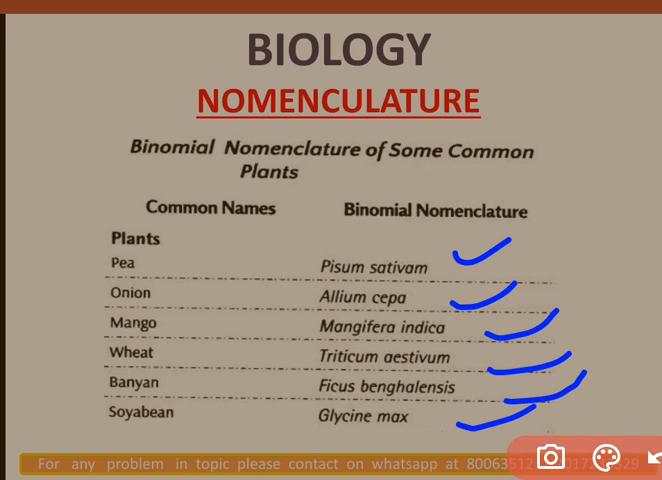 BIOLOGY
NOMENCULATURE
Binomial Nomenclature of Some Common
Plants
Common Names Binomial Nomenclature
Plants
Pea Pisum sativam
Onion Allium cepa
Mango Mangifera indica
Wheat Triticum aestivum
Banyan Ficus benghalensis
Soyabean Glycine max
For any problem in topic please contact on whatsapp at